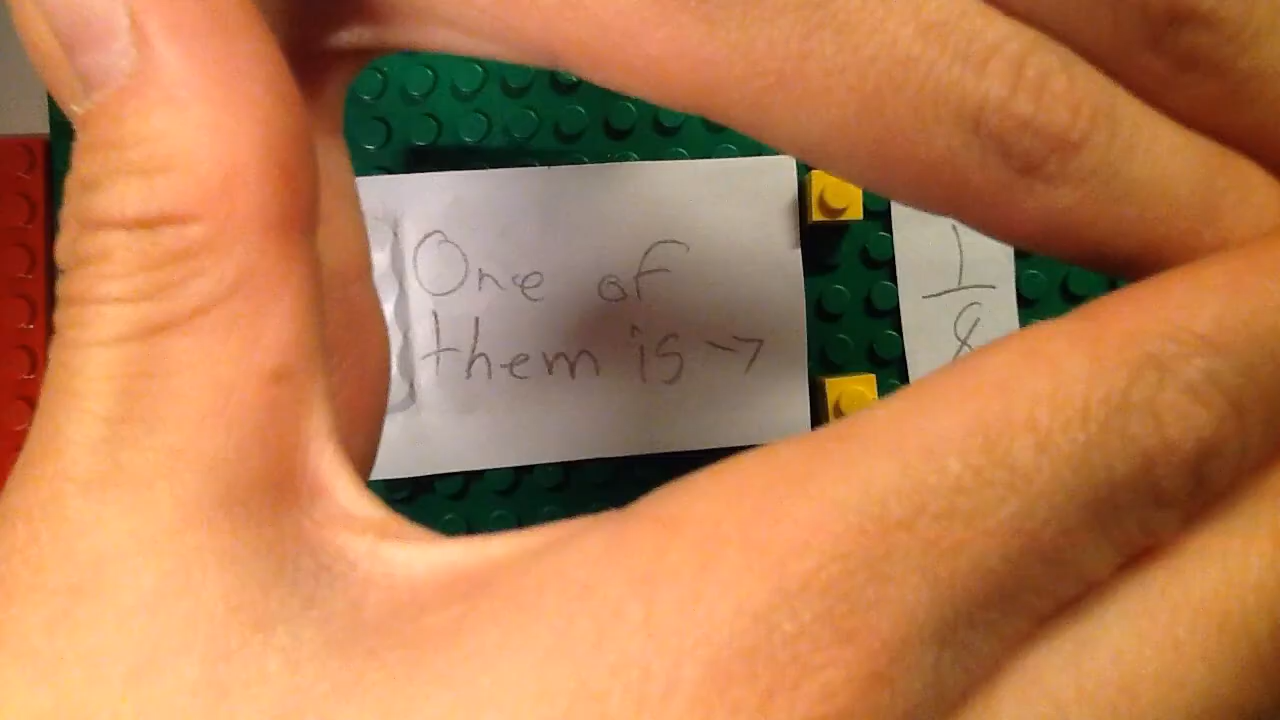 One of
them is →
1
8